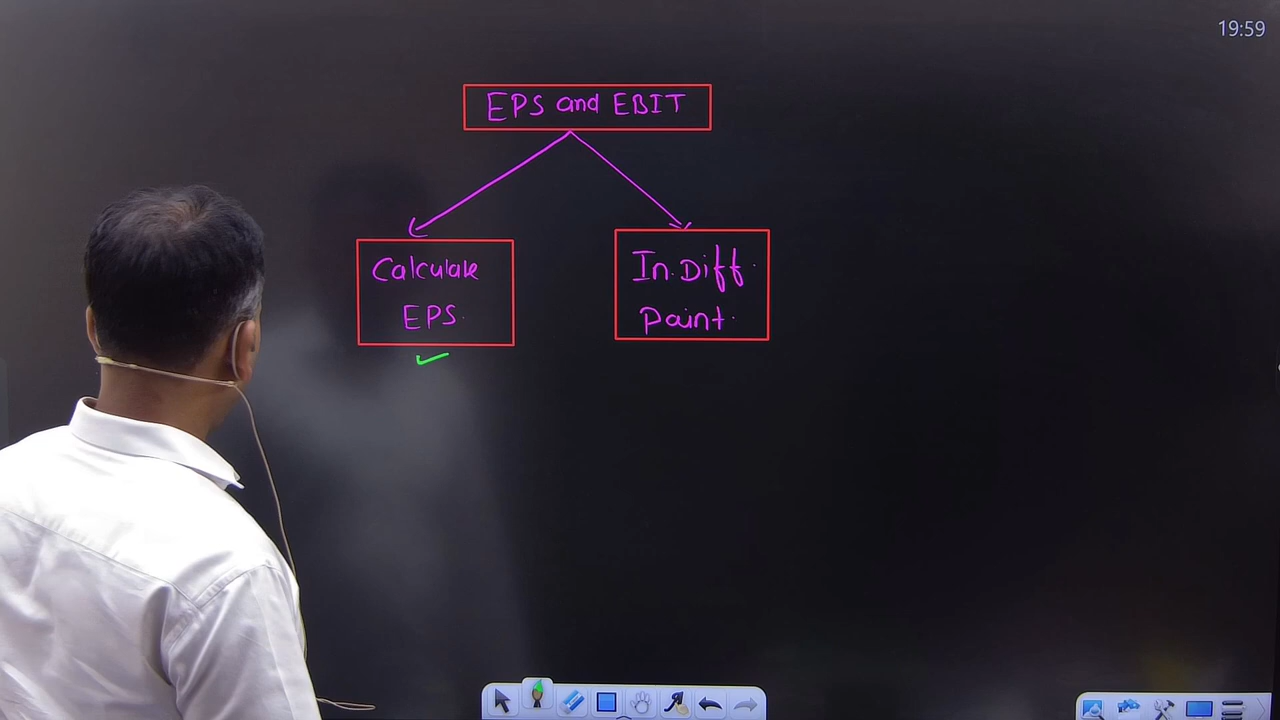 19:59
EPS and EBIT
Calculate
EPS.
In.Diff.
Point.